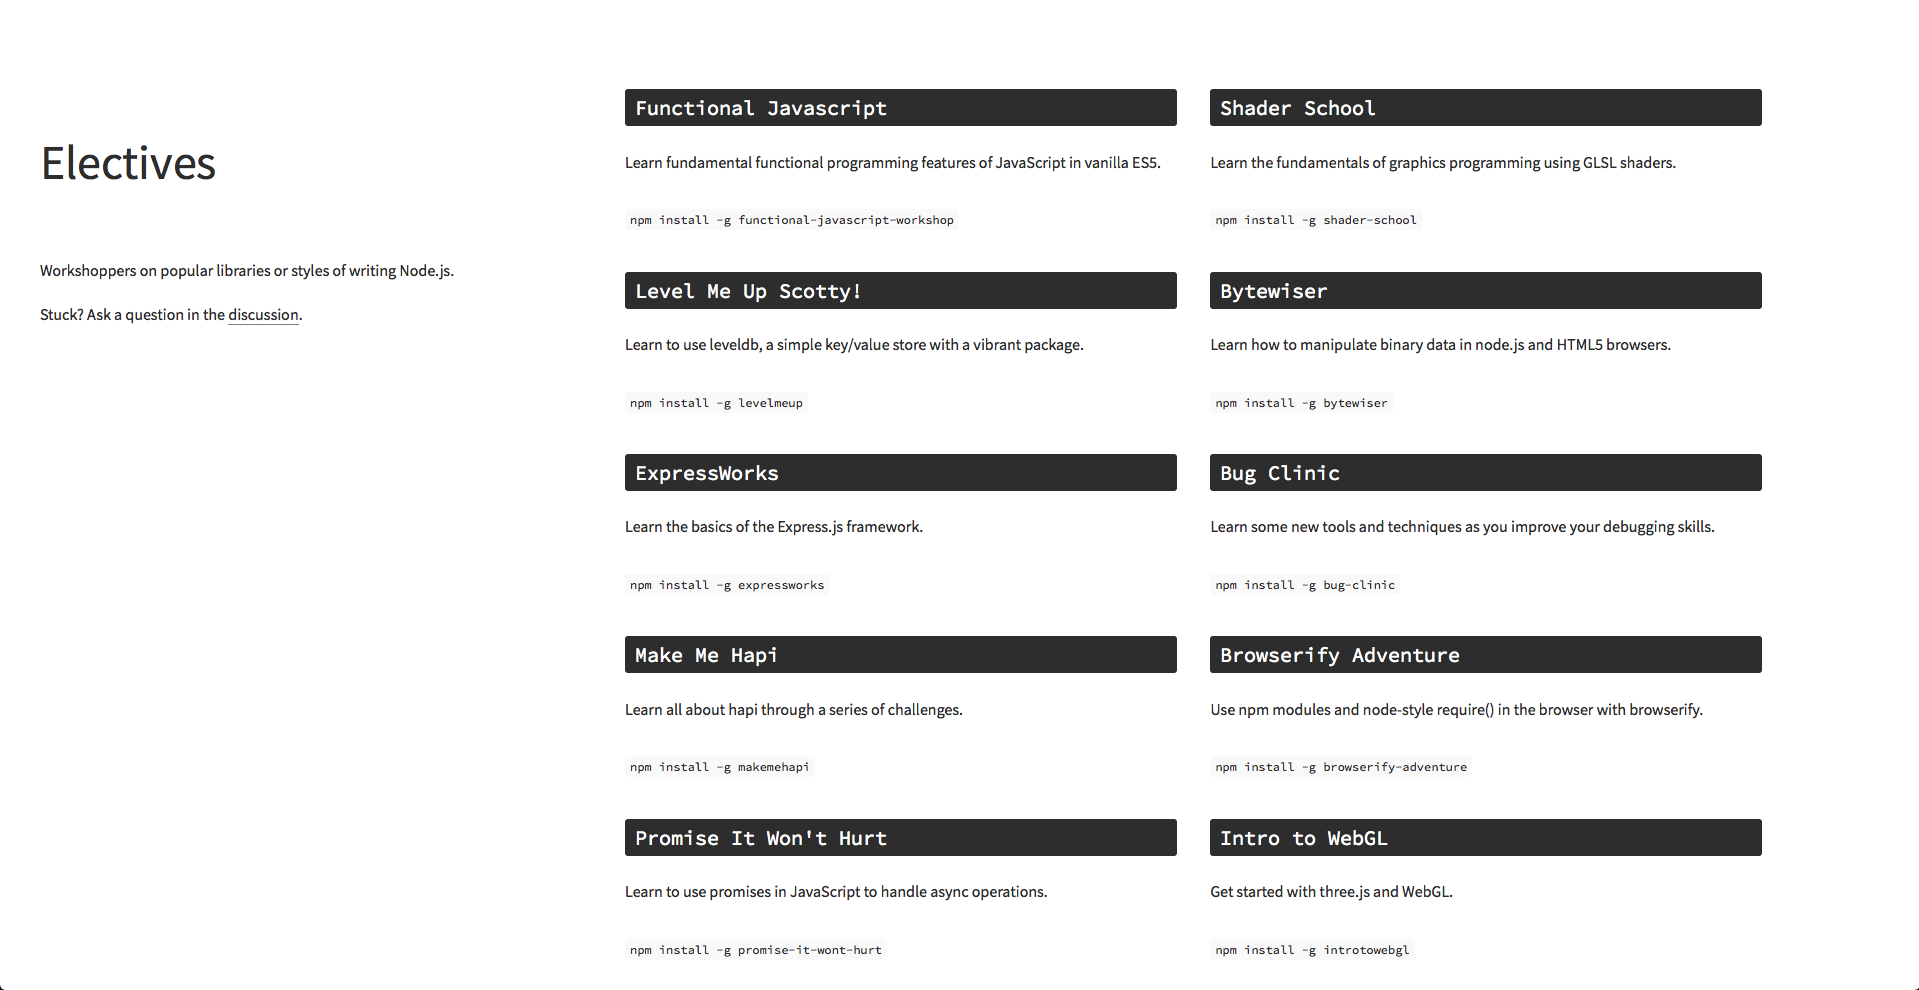 Electives
Workshoppers on popular libraries or styles of writing Node.js.
Stuck? Ask a question in the discussion.
Functional Javascript
Learn fundamental functional programming features of JavaScript in vanilla ES5.
npm install -g functional-javascript-workshop
Shader School
Learn the fundamentals of graphics programming using GLSL shaders.
npm install -g shader-school
Level Me Up Scotty!
Learn to use leveldb, a simple key/value store with a vibrant package.
npm install -g levelmeup
Bytewiser
Learn how to manipulate binary data in node.js and HTML5 browsers.
npm install -g bytewiser
ExpressWorks
Learn the basics of the Express.js framework.
npm install -g expressworks
Bug Clinic
Learn some new tools and techniques as you improve your debugging skills.
npm install -g bug-clinic
Make Me Hapi
Learn all about hapi through a series of challenges.
npm install -g makemehapi
Browserify Adventure
Use npm modules and node-style require() in the browser with browserify.
npm install -g browserify-adventure
Promise It Won't Hurt
Learn to use promises in JavaScript to handle async operations.
npm install -g promise-it-wont-hurt
Intro to WebGL
Get started with three.js and WebGL.
npm install -g introtowebgl